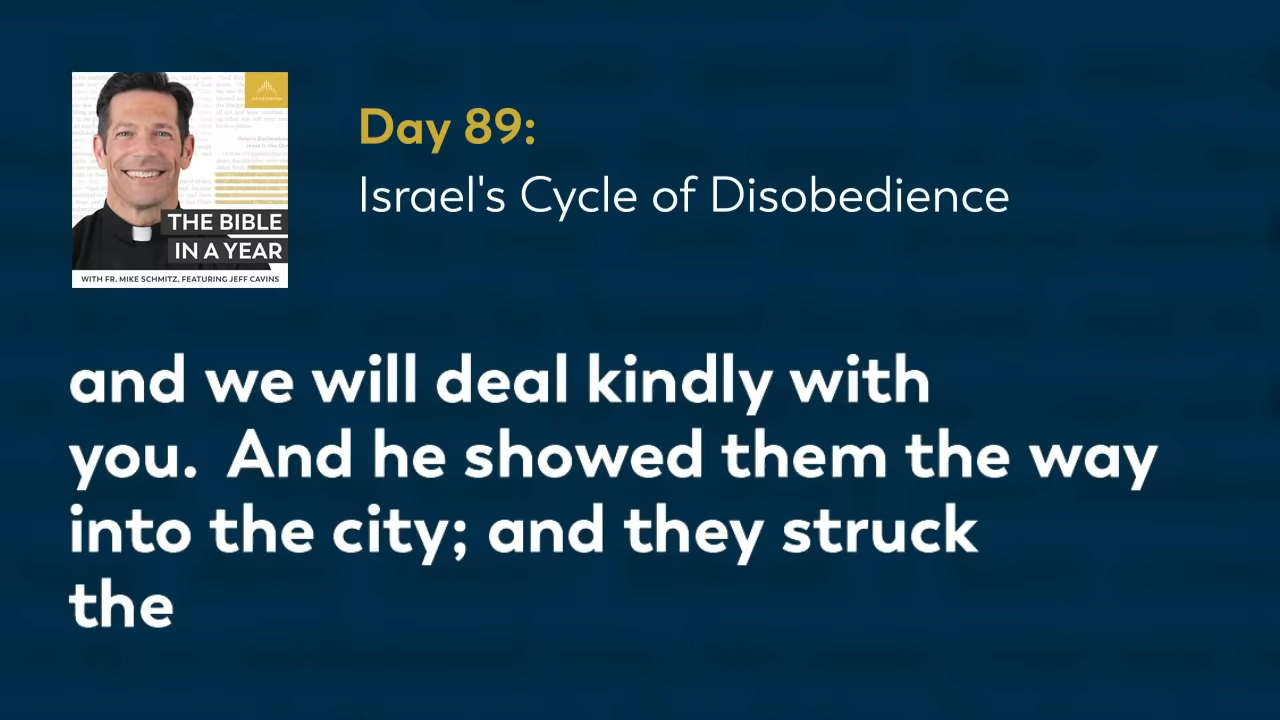 Day 89:
Israel's Cycle of Disobedience
THE BIBLE
IN A YEAR
WITH FR. MIKE SCHMITZ, FEATURING JEFF CAVINS
and we will deal kindly with
you.  And he showed them the way
into the city; and they struck
the